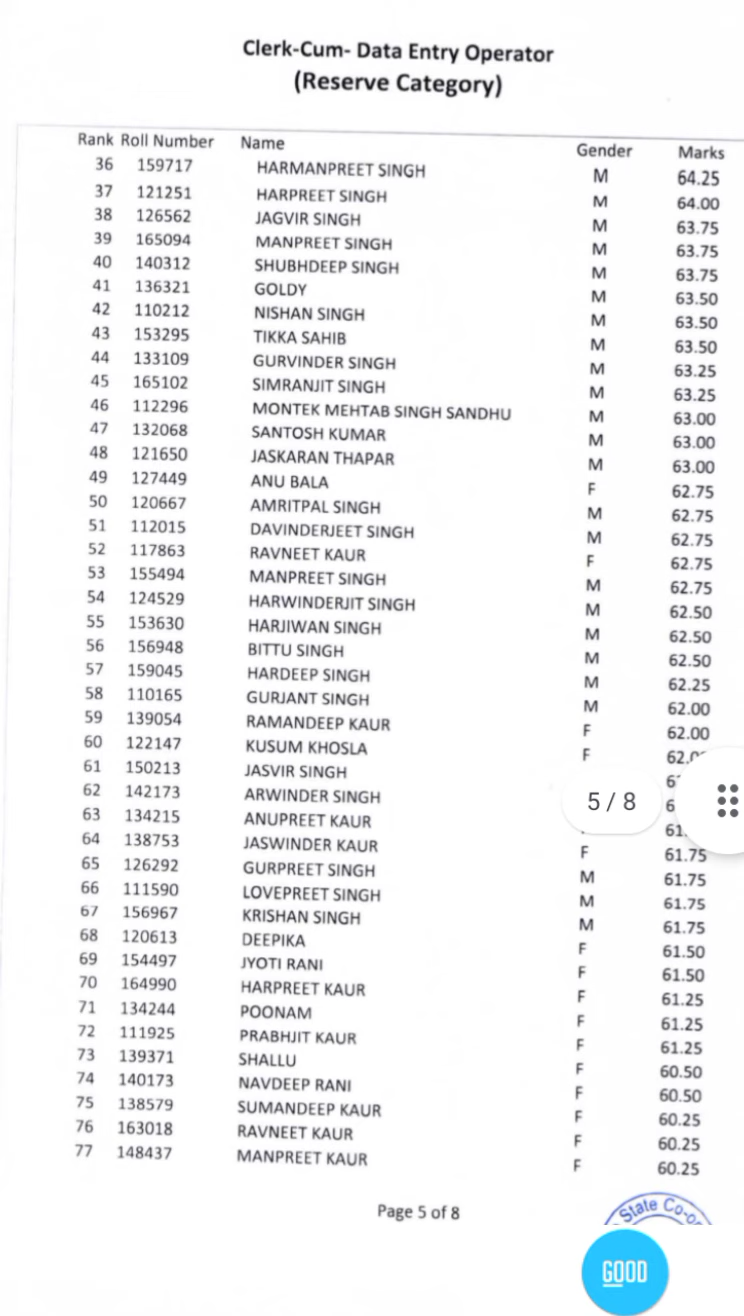 Clerk-Cum- Data Entry Operator
(Reserve Category)
Rank Roll Number Name Gender Marks
36 159717 HARMANPREET SINGH M 64.25
37 121251 HARPREET SINGH M 64.00
38 126562 JAGVIR SINGH M 63.75
39 165094 MANPREET SINGH M 63.75
40 140312 SHUBHDEEP SINGH M 63.75
41 136321 GOLDY M 63.50
42 110212 NISHAN SINGH M 63.50
43 153295 TIKKA SAHIB M 63.50
44 133109 GURVINDER SINGH M 63.25
45 165102 SIMRANJIT SINGH M 63.25
46 112296 MONTEK MEHTAB SINGH SANDHU M 63.00
47 132068 SANTOSH KUMAR M 63.00
48 121650 JASKARAN THAPAR M 63.00
49 127449 ANU BALA F 62.75
50 120667 AMRITPAL SINGH M 62.75
51 112015 DAVINDERJEET SINGH M 62.75
52 117863 RAVNEET KAUR F 62.75
53 155494 MANPREET SINGH M 62.75
54 124529 HARWINDERJIT SINGH M 62.50
55 153630 HARJIWAN SINGH M 62.50
56 156948 BITTU SINGH M 62.50
57 159045 HARDEEP SINGH M 62.25
58 110165 GURJANT SINGH M 62.00
59 139054 RAMANDEEP KAUR F 62.00
60 122147 KUSUM KHOSLA F
61 150213 JASVIR SINGH
62 142173 ARWINDER SINGH
5 / 8
63 134215 ANUPREET KAUR
64 138753 JASWINDER KAUR F 61.75
65 126292 GURPREET SINGH M 61.75
66 111590 LOVEPREET SINGH M 61.75
67 156967 KRISHAN SINGH M 61.75
68 120613 DEEPIKA F 61.50
69 154497 JYOTI RANI F 61.50
70 164990 HARPREET KAUR F 61.25
71 134244 POONAM F 61.25
72 111925 PRABHJIT KAUR F 61.25
73 139371 SHALLU F 60.50
74 140173 NAVDEEP RANI F 60.50
75 138579 SUMANDEEP KAUR F 60.25
76 163018 RAVNEET KAUR F 60.25
77 148437 MANPREET KAUR F 60.25
Page 5 of 8
State
GOOD